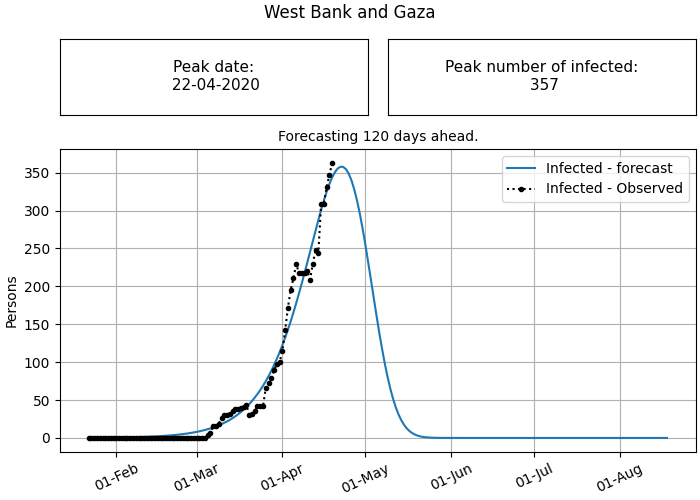 West Bank and Gaza
Peak date:
22-04-2020
Peak number of infected:
357
Forecasting 120 days ahead.
Infected - forecast
Infected - Observed
350
300
250
200
150
100
50
0
Persons
01-Feb
01-Mar
01-Apr
01-May
01-Jun
01-Jul
01-Aug